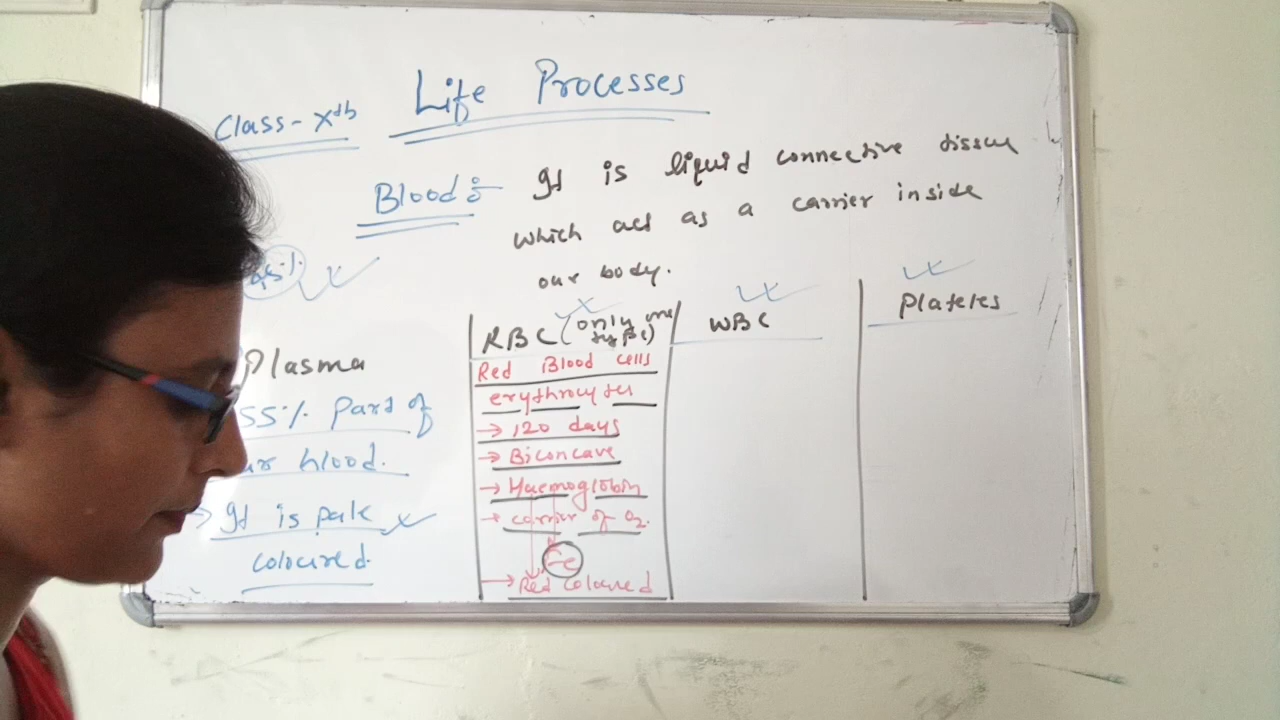 Class-Xth Life Processes
Blood:- It is liquid connective tissue
which act as a carrier inside
our body.
Plasma
55% Part of
blood.
→ It is pale
coloured.
RBC (only one
type)
Red Blood cells
erythrocytes
→ 120 days
→ Biconcave
→ Haemoglobin
→ carrier of O2.
Fe
→ Red coloured
WBC
Plateles